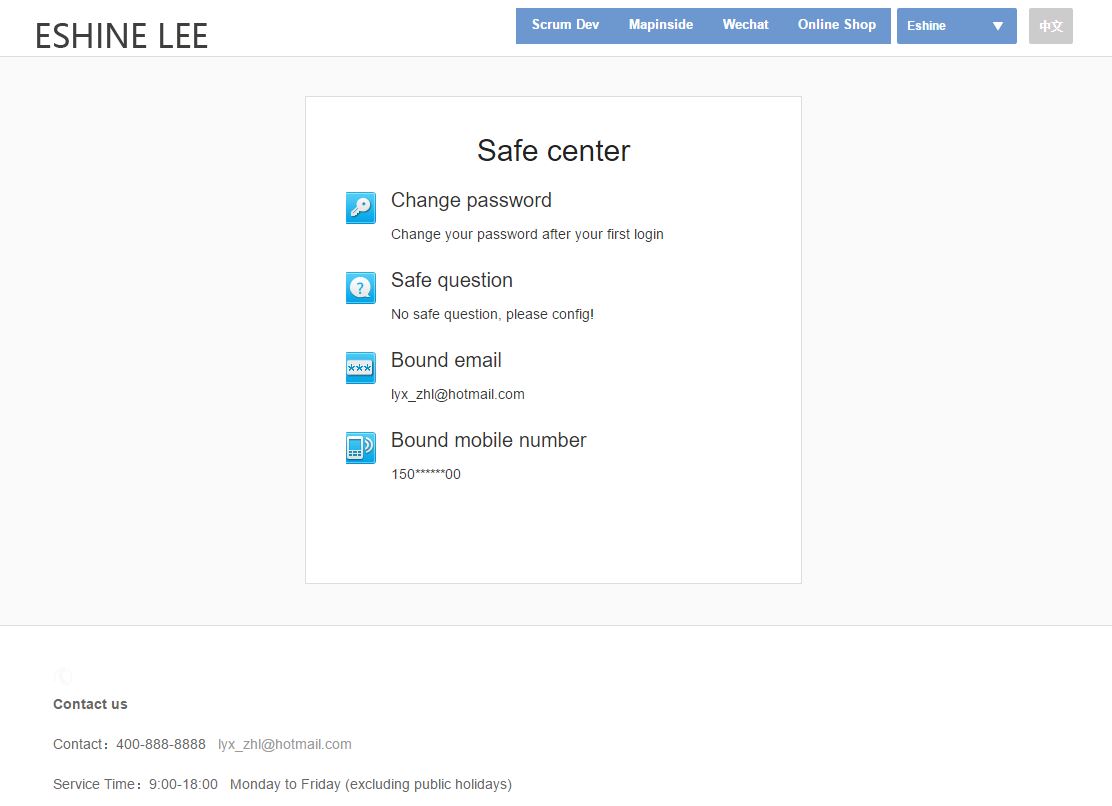 ESHINE LEE
Scrum Dev Mapinside Wechat Online Shop Eshine 中文
Safe center
Change password
Change your password after your first login
Safe question
No safe question, please config!
Bound email
lyx_zhl@hotmail.com
Bound mobile number
150******00
Contact us
Contact：400-888-8888 lyx_zhl@hotmail.com
Service Time：9:00-18:00 Monday to Friday (excluding public holidays)